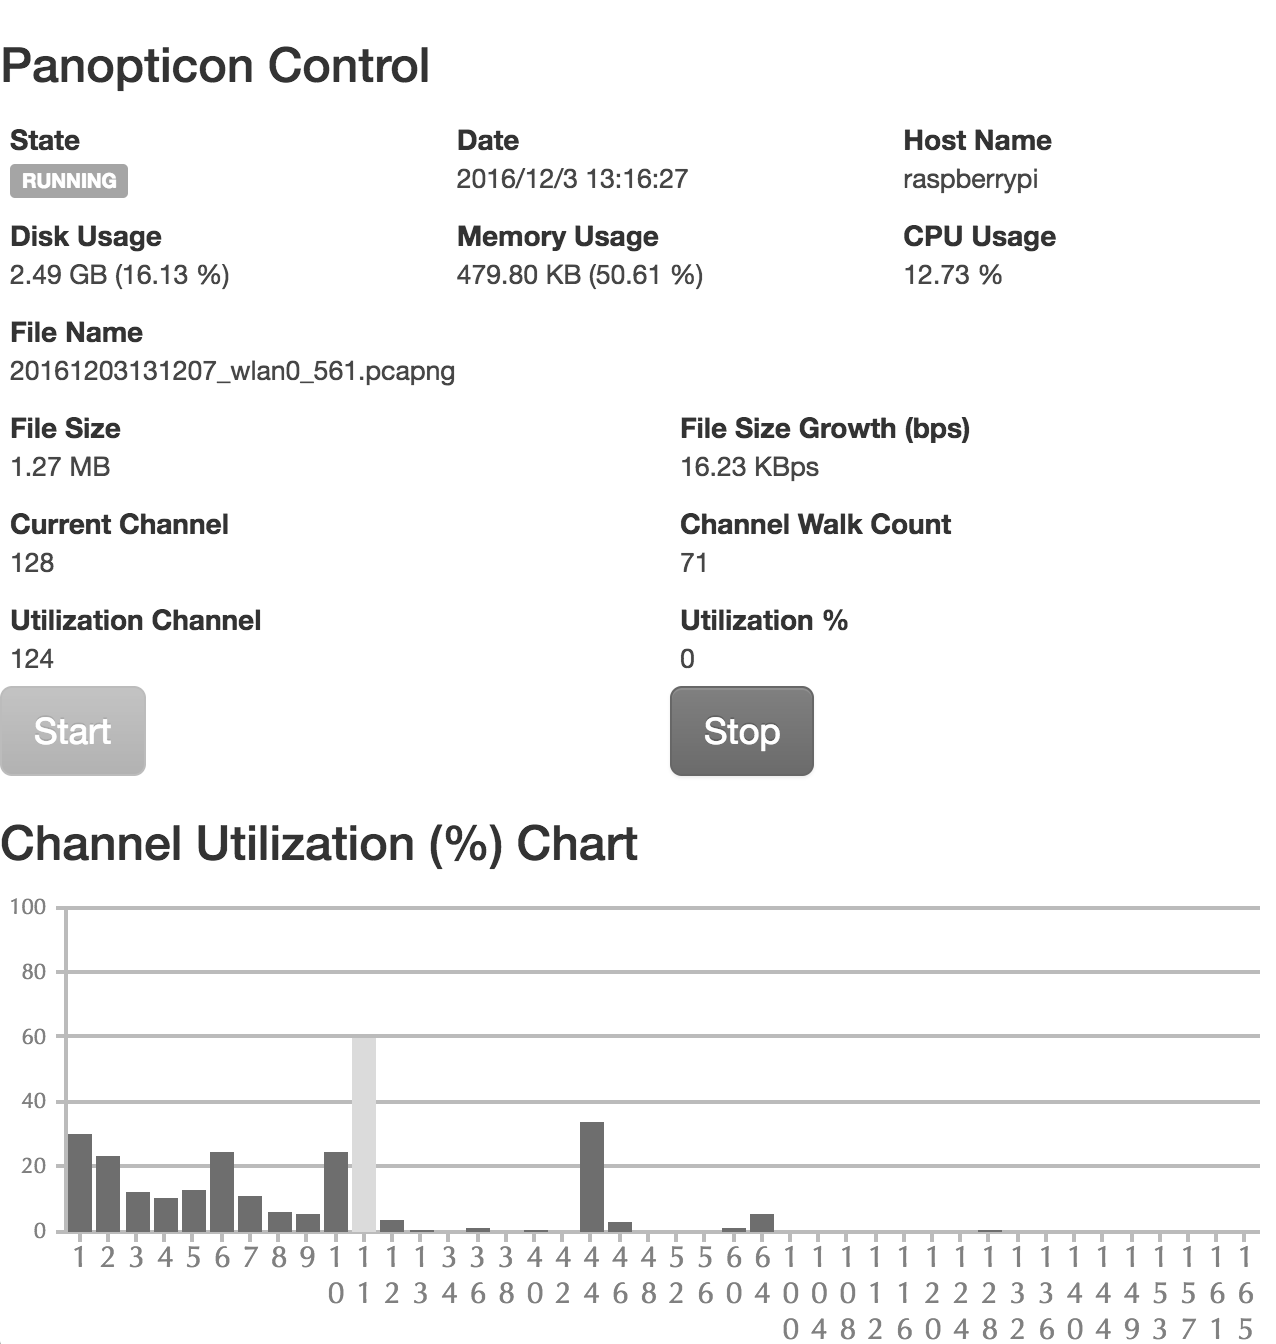 Panopticon Control
State Date Host Name
RUNNING 2016/12/3 13:16:27 raspberrypi
Disk Usage Memory Usage CPU Usage
2.49 GB (16.13 %) 479.80 KB (50.61 %) 12.73 %
File Name
20161203131207_wlan0_561.pcapng
File Size File Size Growth (bps)
1.27 MB 16.23 KBps
Current Channel Channel Walk Count
128 71
Utilization Channel Utilization %
124 0
Start Stop
Channel Utilization (%) Chart
100
80
60
40
20
0
1 2 3 4 5 6 7 8 9 10 11 12 13 34 36 38 40 42 44 46 48 52 56 60 64 100 104 108 112 116 120 124 128 132 136 140 144 149 153 157 161 165